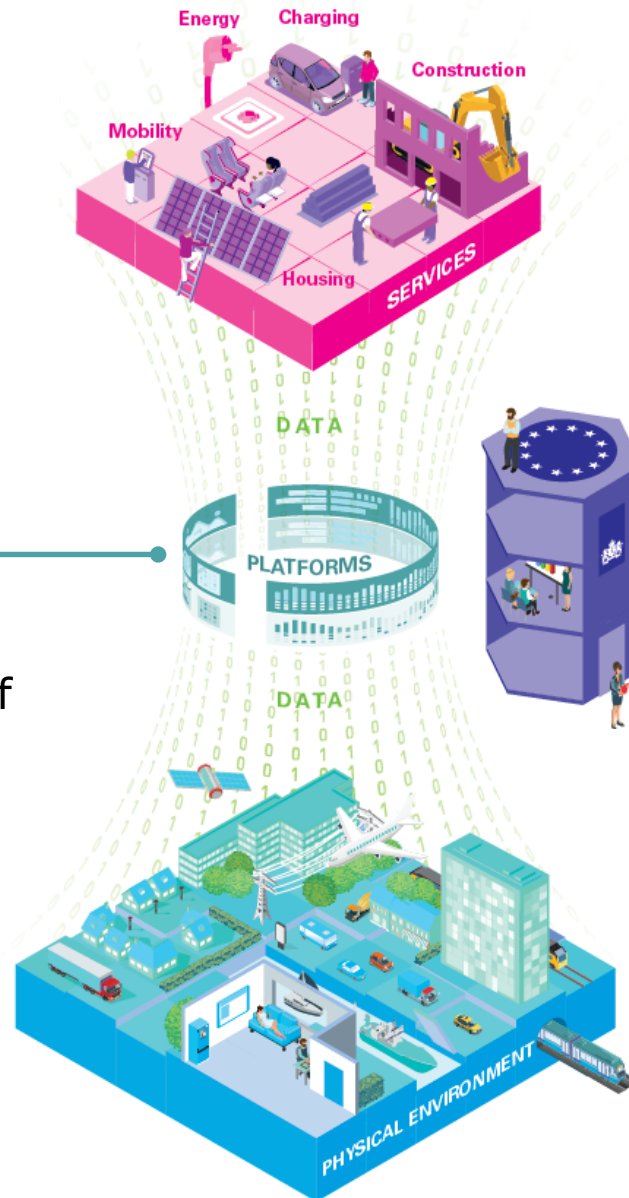 Energy
Charging
Construction
Mobility
Housing
SERVICES
DATA
PLATFORMS
f
DATA
PHYSICAL ENVIRONMENT